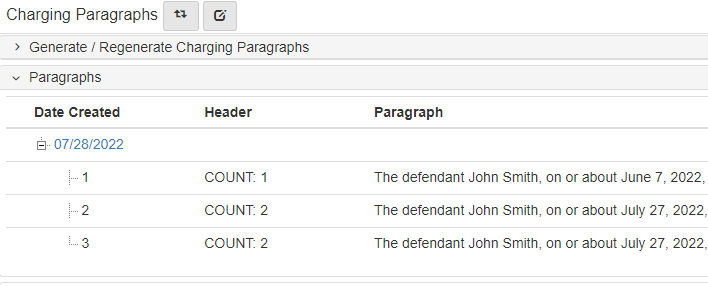 Charging Paragraphs
Generate / Regenerate Charging Paragraphs
Paragraphs
Date Created Header Paragraph
07/28/2022
1 COUNT: 1 The defendant John Smith, on or about June 7, 2022,
2 COUNT: 2 The defendant John Smith, on or about July 27, 2022,
3 COUNT: 2 The defendant John Smith, on or about July 27, 2022,